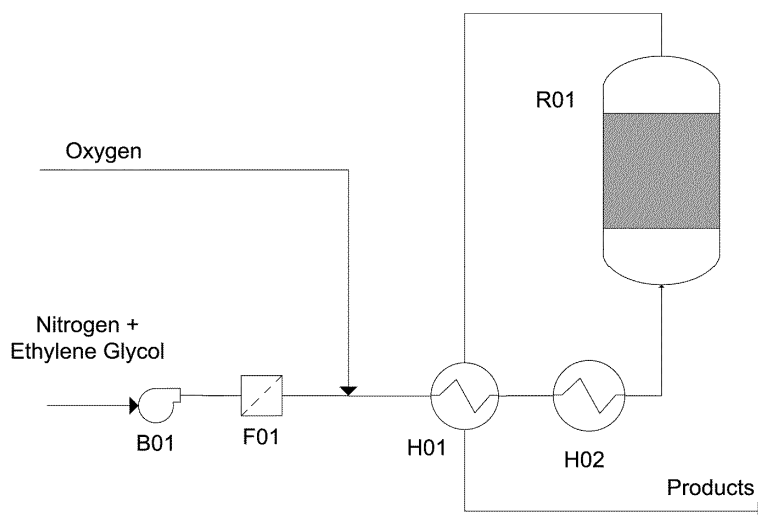 R01
Oxygen
Nitrogen +
Ethylene Glycol
B01
F01
H01
H02
Products